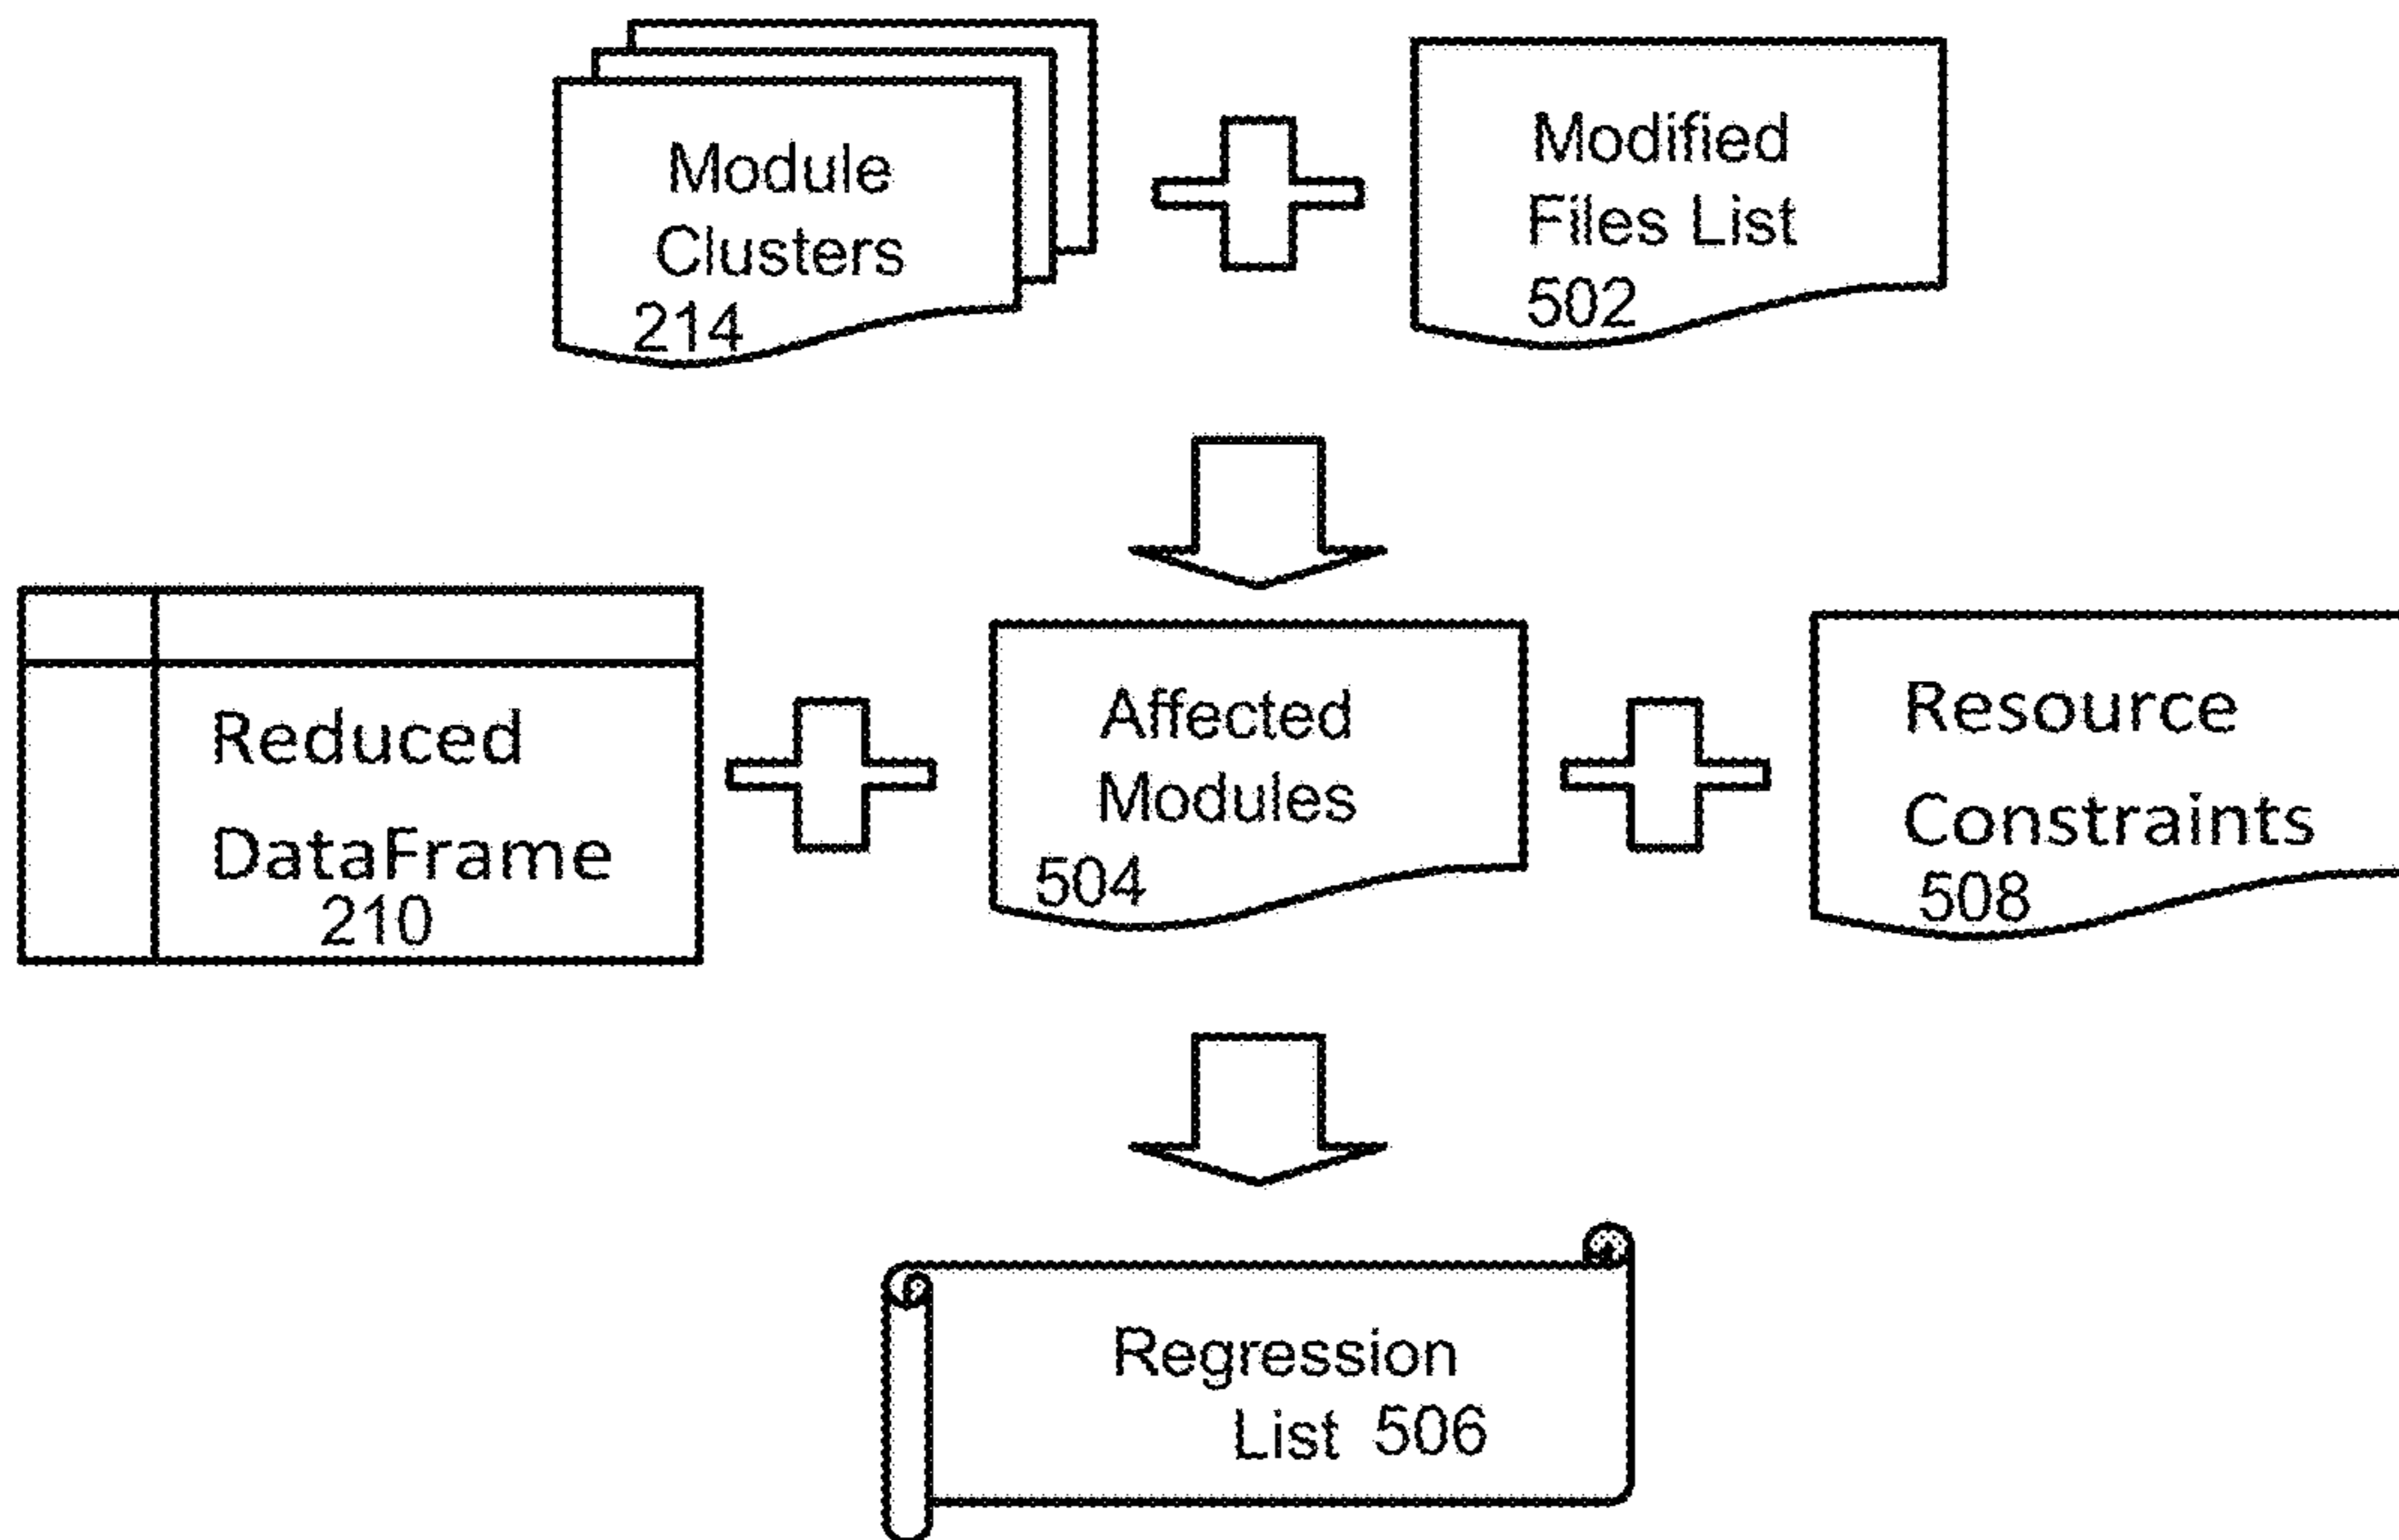 Module
Clusters
214
Modified
Files List
502
Reduced
DataFrame
210
Affected
Modules
504
Resource
Constraints
508
Regression
List 506